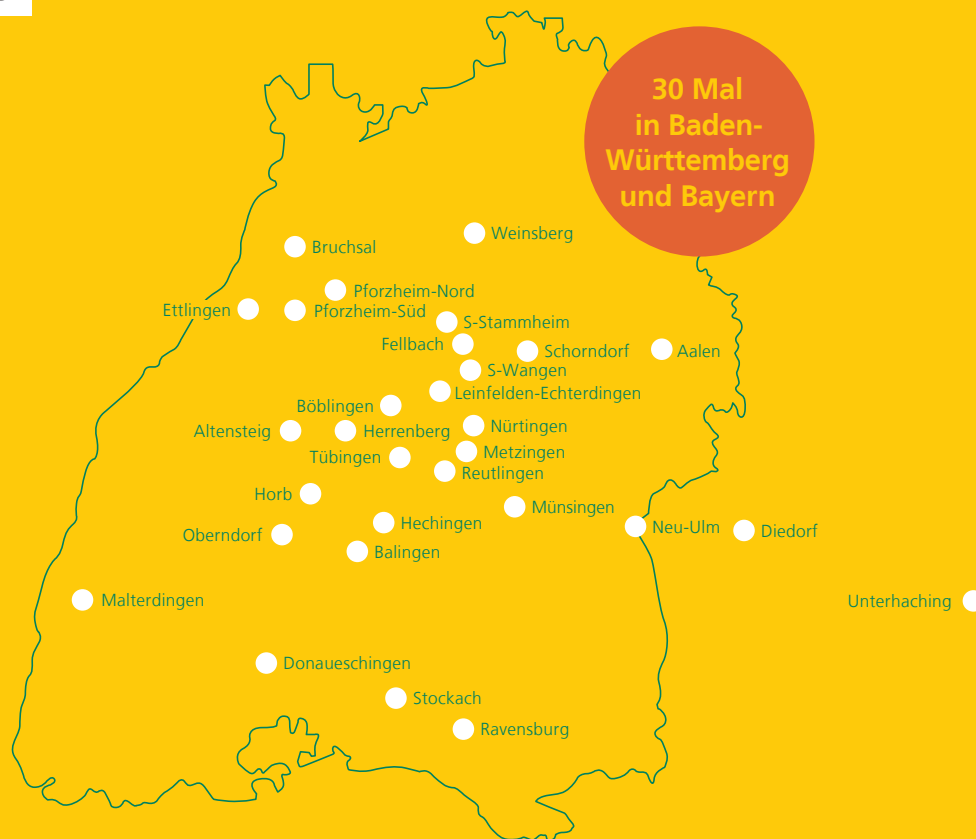 30 Mal
in Baden-
Württemberg
und Bayern
Weinsberg
Bruchsal
Pforzheim-Nord
Ettlingen
Pforzheim-Süd
S-Stammheim
Fellbach
Schorndorf
Aalen
S-Wangen
Leinfelden-Echterdingen
Böblingen
Altensteig
Herrenberg
Nürtingen
Tübingen
Metzingen
Reutlingen
Horb
Münsingen
Oberndorf
Hechingen
Neu-Ulm
Diedorf
Balingen
Malterdingen
Unterhaching
Donaueschingen
Stockach
Ravensburg